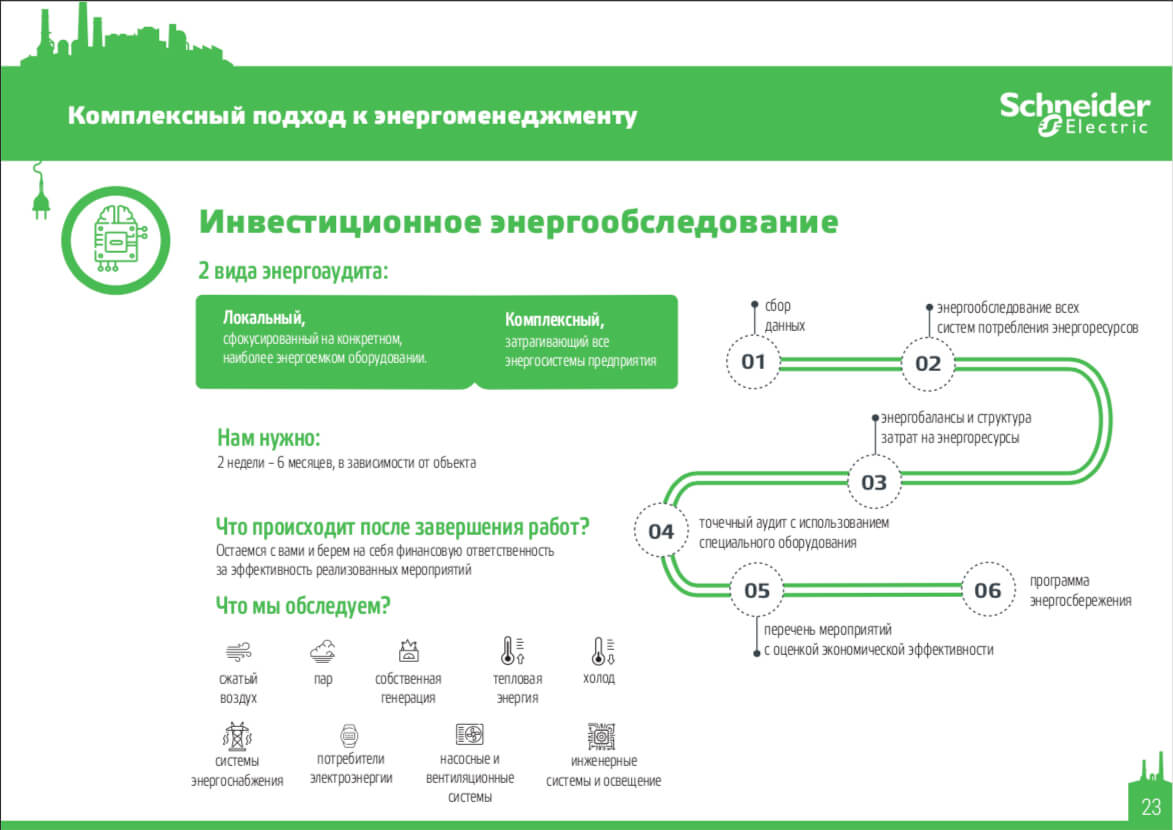 Комплексный подход к энергоменеджменту
Schneider
Electric
Инвестиционное энергообследование
2 вида энергоаудита:
Локальный,
сфокусированный на конкретном,
наиболее энергоемком оборудовании.
Комплексный,
затрагивающий все
энергосистемы предприятия
Нам нужно:
2 недели – 6 месяцев, в зависимости от объекта
Что происходит после завершения работ?
Остаемся с вами и берем на себя финансовую ответственность
за эффективность реализованных мероприятий
Что мы обследуем?
сжатый
воздух
пар
собственная
генерация
тепловая
энергия
холод
системы
энергоснабжения
потребители
электроэнергии
насосные и
вентиляционные
системы
инженерные
системы и освещение
сбор
данных
01
энергообследование всех
систем потребления энергоресурсов
02
энергобалансы и структура
затрат на энергоресурсы
03
04
точечный аудит с использованием
специального оборудования
05
перечень мероприятий
с оценкой экономической эффективности
06
программа
энергосбережения
23